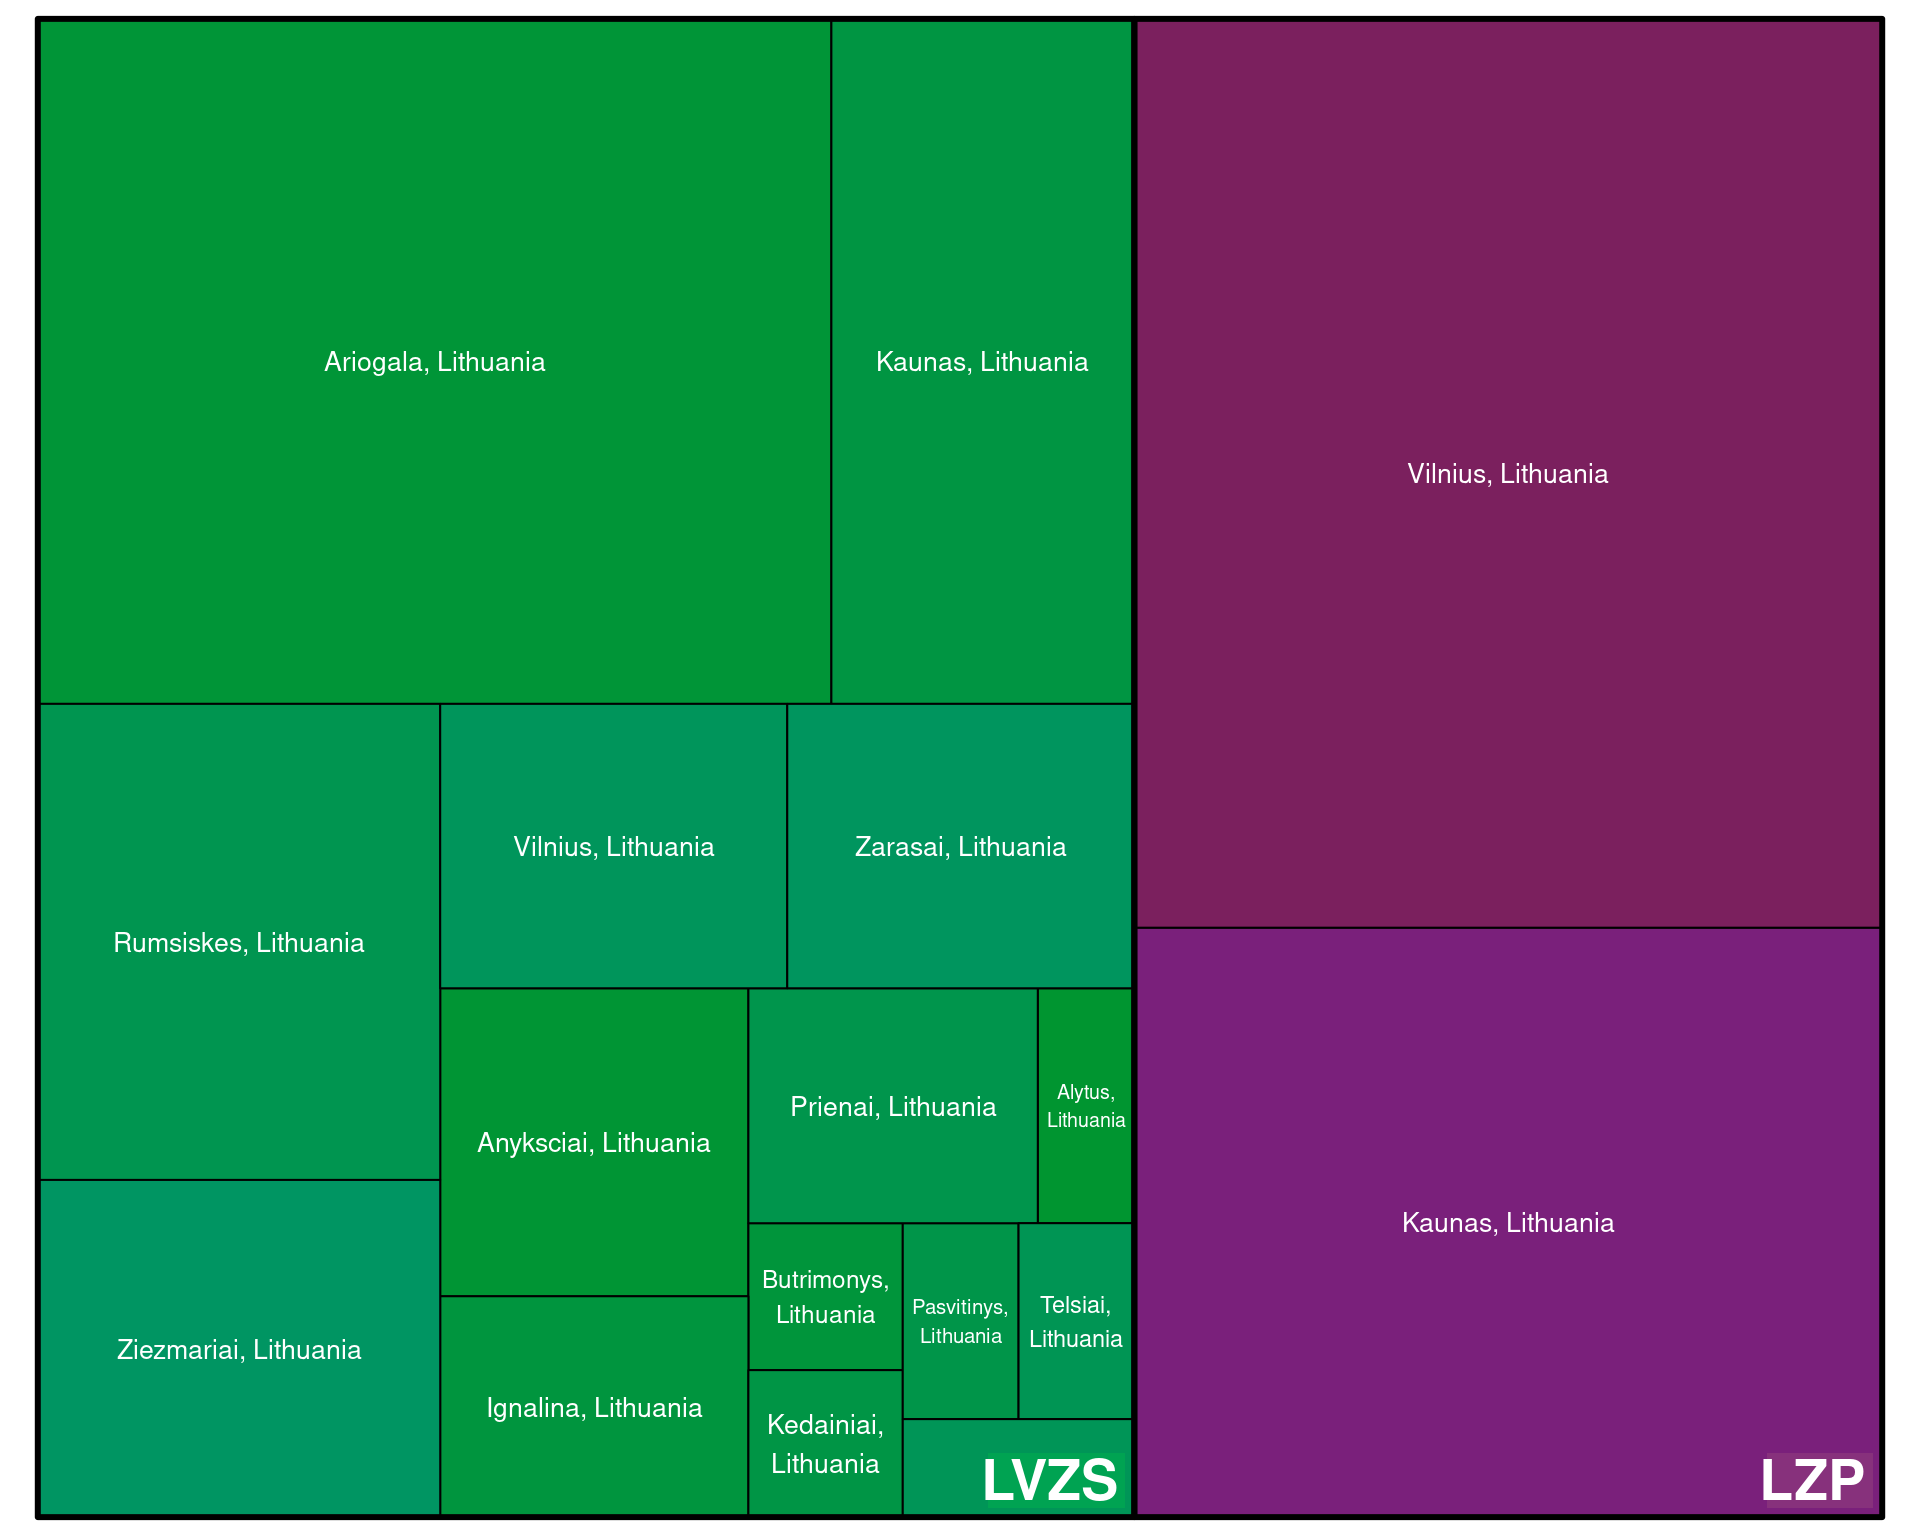 Ariogala, Lithuania
Kaunas, Lithuania
Vilnius, Lithuania
Vilnius, Lithuania
Zarasai, Lithuania
Rumsiskes, Lithuania
Prienai, Lithuania
Alytus,
Lithuania
Anyksciai, Lithuania
Kaunas, Lithuania
Butrimonys,
Lithuania
Pasvitinys,
Lithuania
Telsiai,
Lithuania
Ziezmariai, Lithuania
Ignalina, Lithuania
Kedainiai,
Lithuania
LVZS
LZP